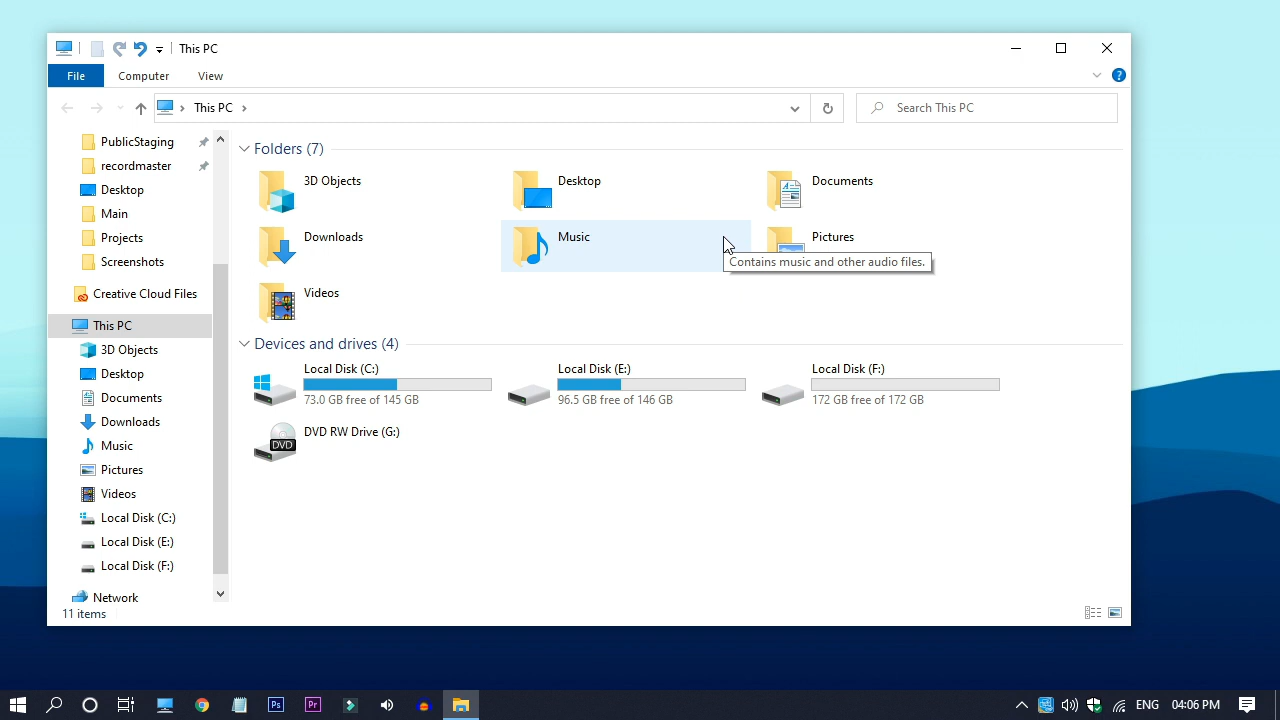 This PC
File Computer View
This PC
Search This PC
PublicStaging
recordmaster
Desktop
Main
Projects
Screenshots
Creative Cloud Files
This PC
3D Objects
Desktop
Documents
Downloads
Music
Pictures
Videos
Local Disk (C:)
Local Disk (E:)
Local Disk (F:)
Network
Folders (7)
3D Objects
Desktop
Documents
Downloads
Music
Pictures
Contains music and other audio files.
Videos
Devices and drives (4)
Local Disk (C:)
73.0 GB free of 145 GB
Local Disk (E:)
96.5 GB free of 146 GB
Local Disk (F:)
172 GB free of 172 GB
DVD
DVD RW Drive (G:)
11 items
Ps
Pr
ENG 04:06 PM